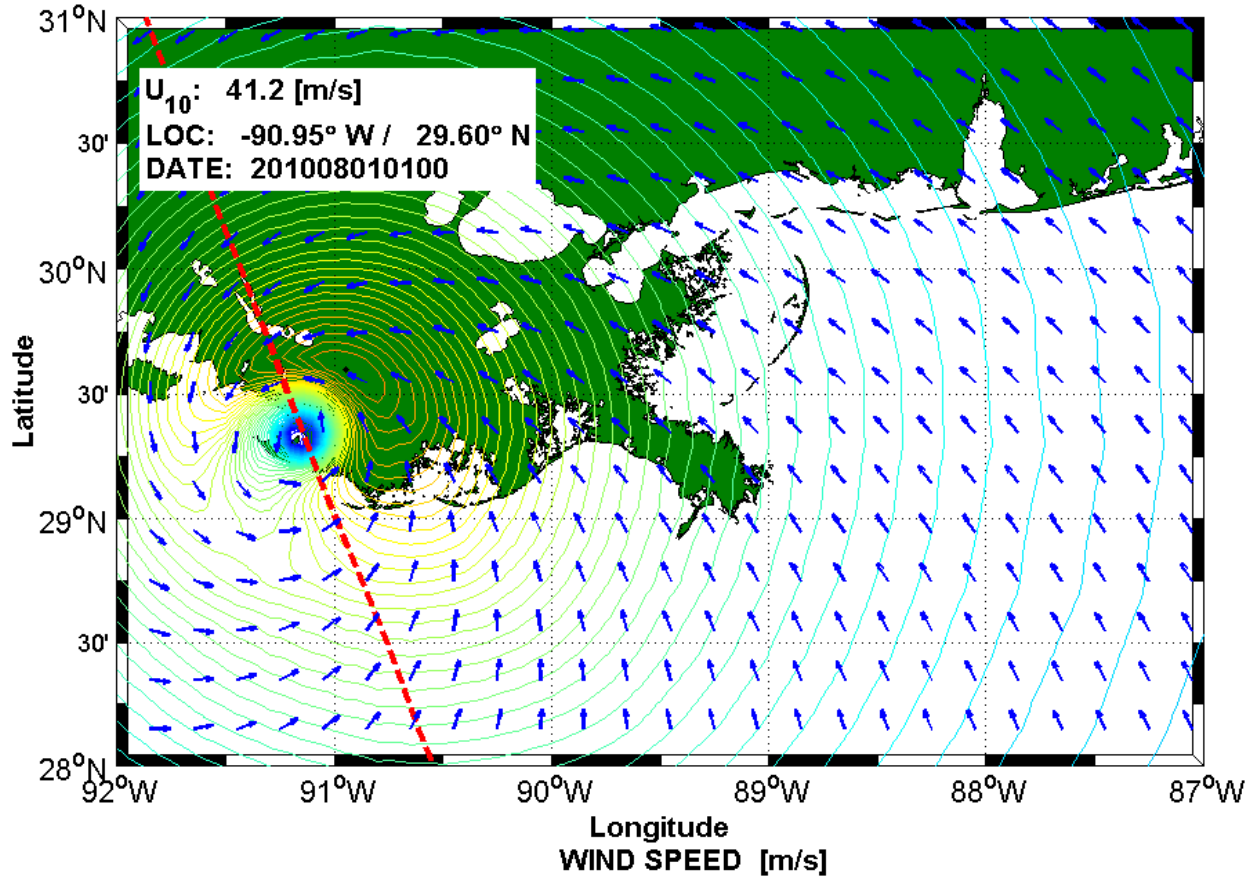 31°N
U10: 41.2 [m/s]
LOC: -90.95° W / 29.60° N
DATE: 201008010100
30'
30°N
30'
29°N
30'
28°N
Latitude
92°W 91°W 90°W 89°W 88°W 87°W
Longitude
WIND SPEED [m/s]